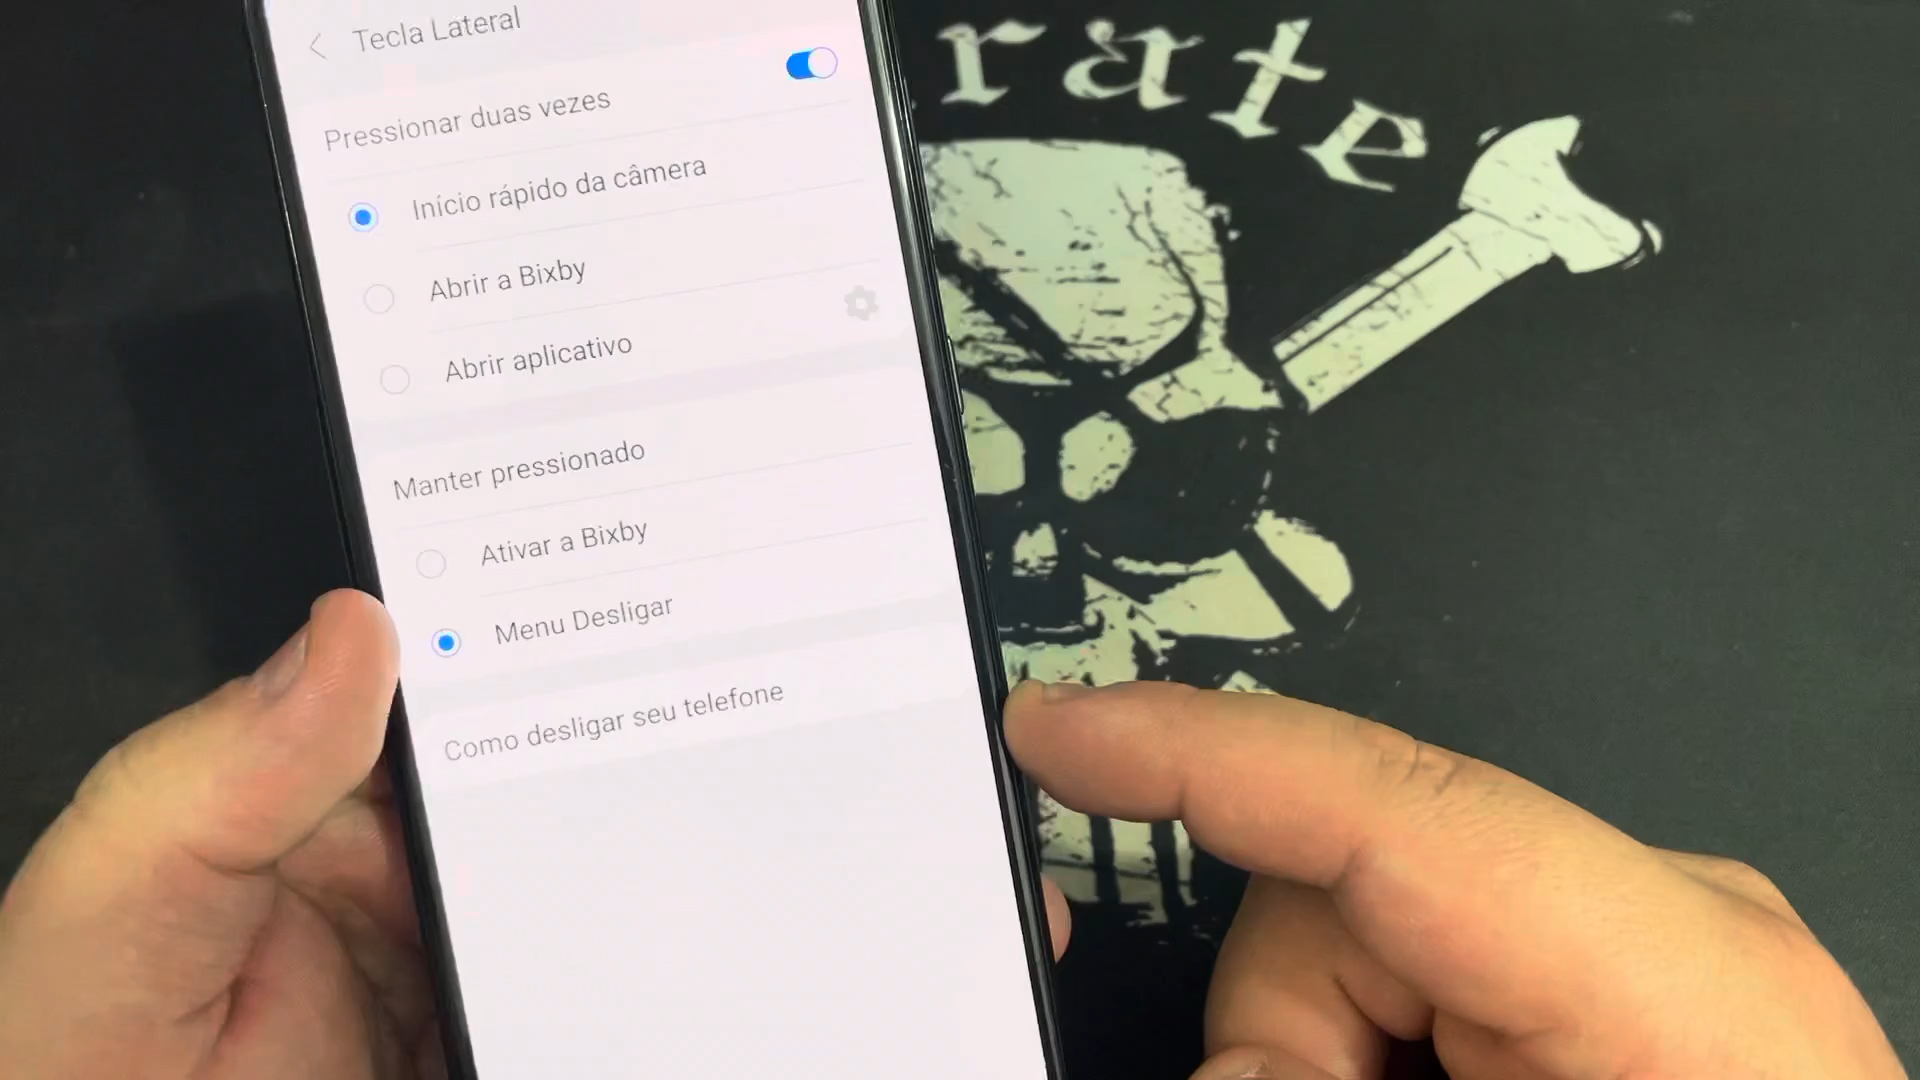 Tecla Lateral
Pressionar duas vezes
Início rápido da câmera
Abrir a Bixby
Abrir aplicativo
Manter pressionado
Ativar a Bixby
Menu Desligar
Como desligar seu telefone
rate